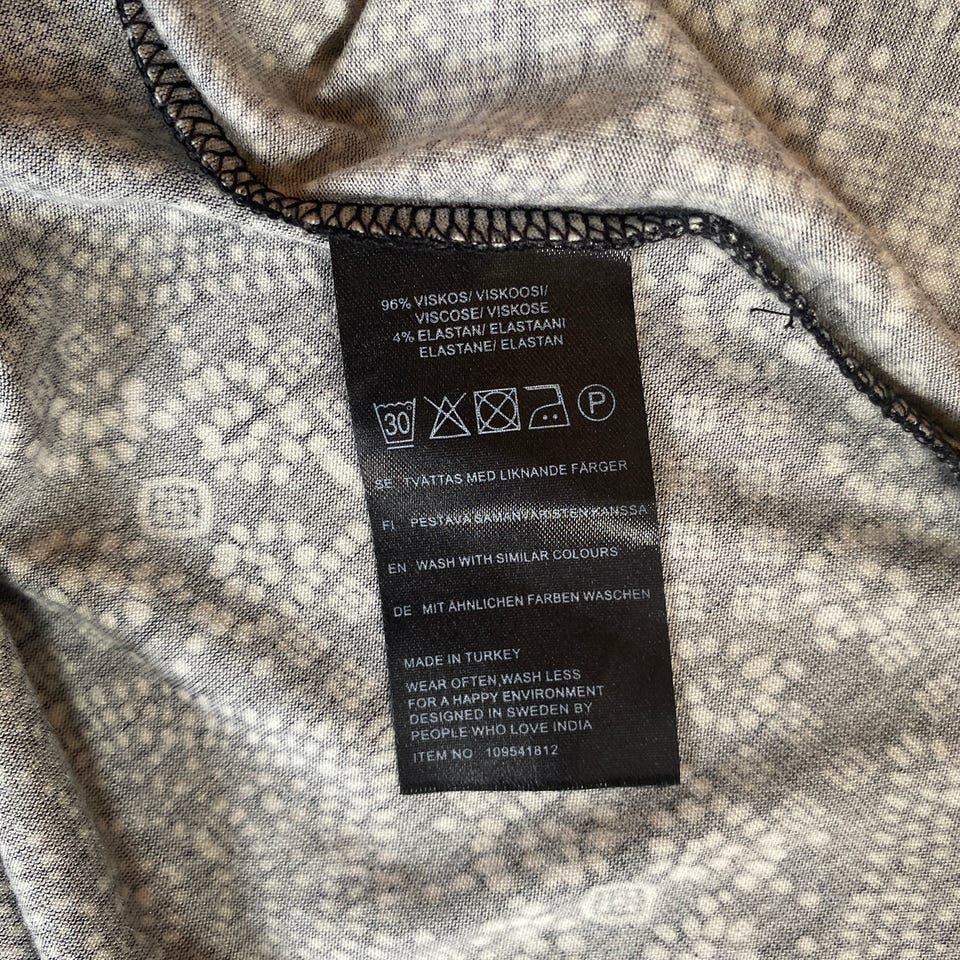 96% VISKOS/ VISKOOSI/
VISCOSE/ VISKOSE
4% ELASTAN/ ELASTAANI
ELASTANE/ ELASTAN
30 P
SE TVÄTTAS MED LIKNANDE FÄRGER
FI PESTAVA SAMANVÄRISTEN KANSSA
EN WASH WITH SIMILAR COLOURS
DE MIT ÄHNLICHEN FARBEN WASCHEN
MADE IN TURKEY
WEAR OFTEN,WASH LESS
FOR A HAPPY ENVIRONMENT
DESIGNED IN SWEDEN BY
PEOPLE WHO LOVE INDIA
ITEM NO 109541812